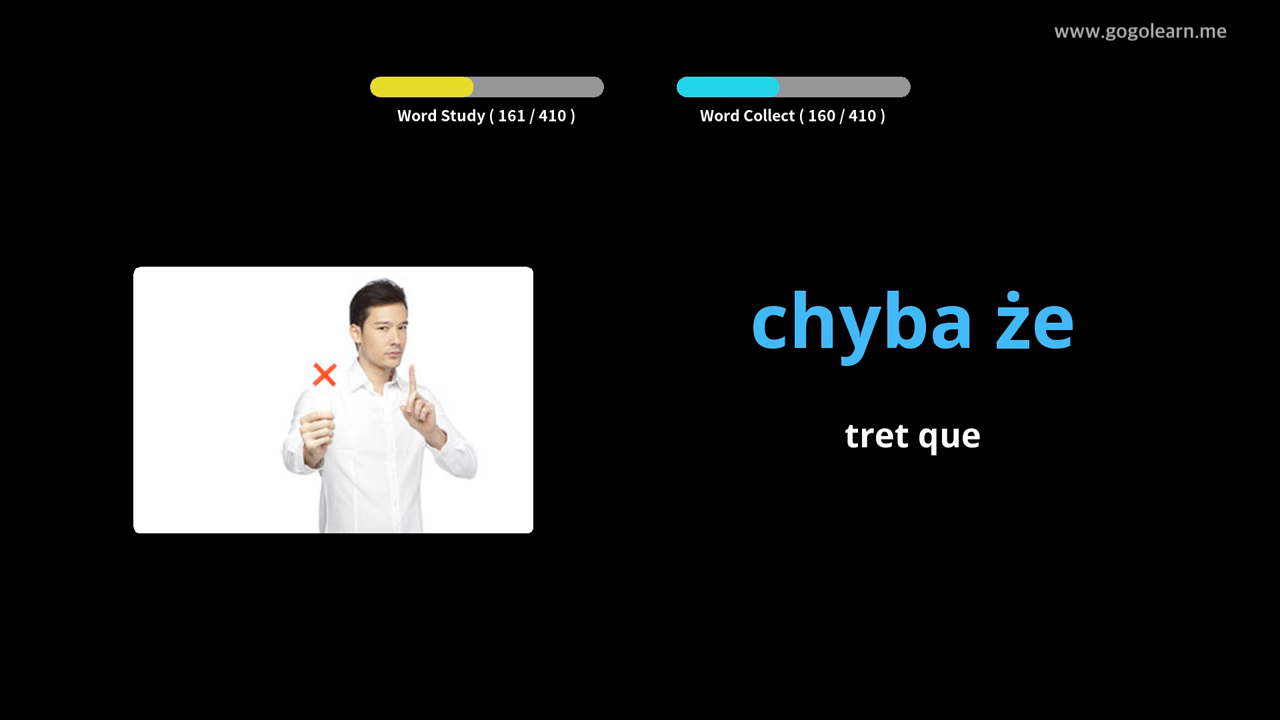 www.gogolearn.me
Word Study ( 161 / 410 )
Word Collect ( 160 / 410 )
chyba że
tret que